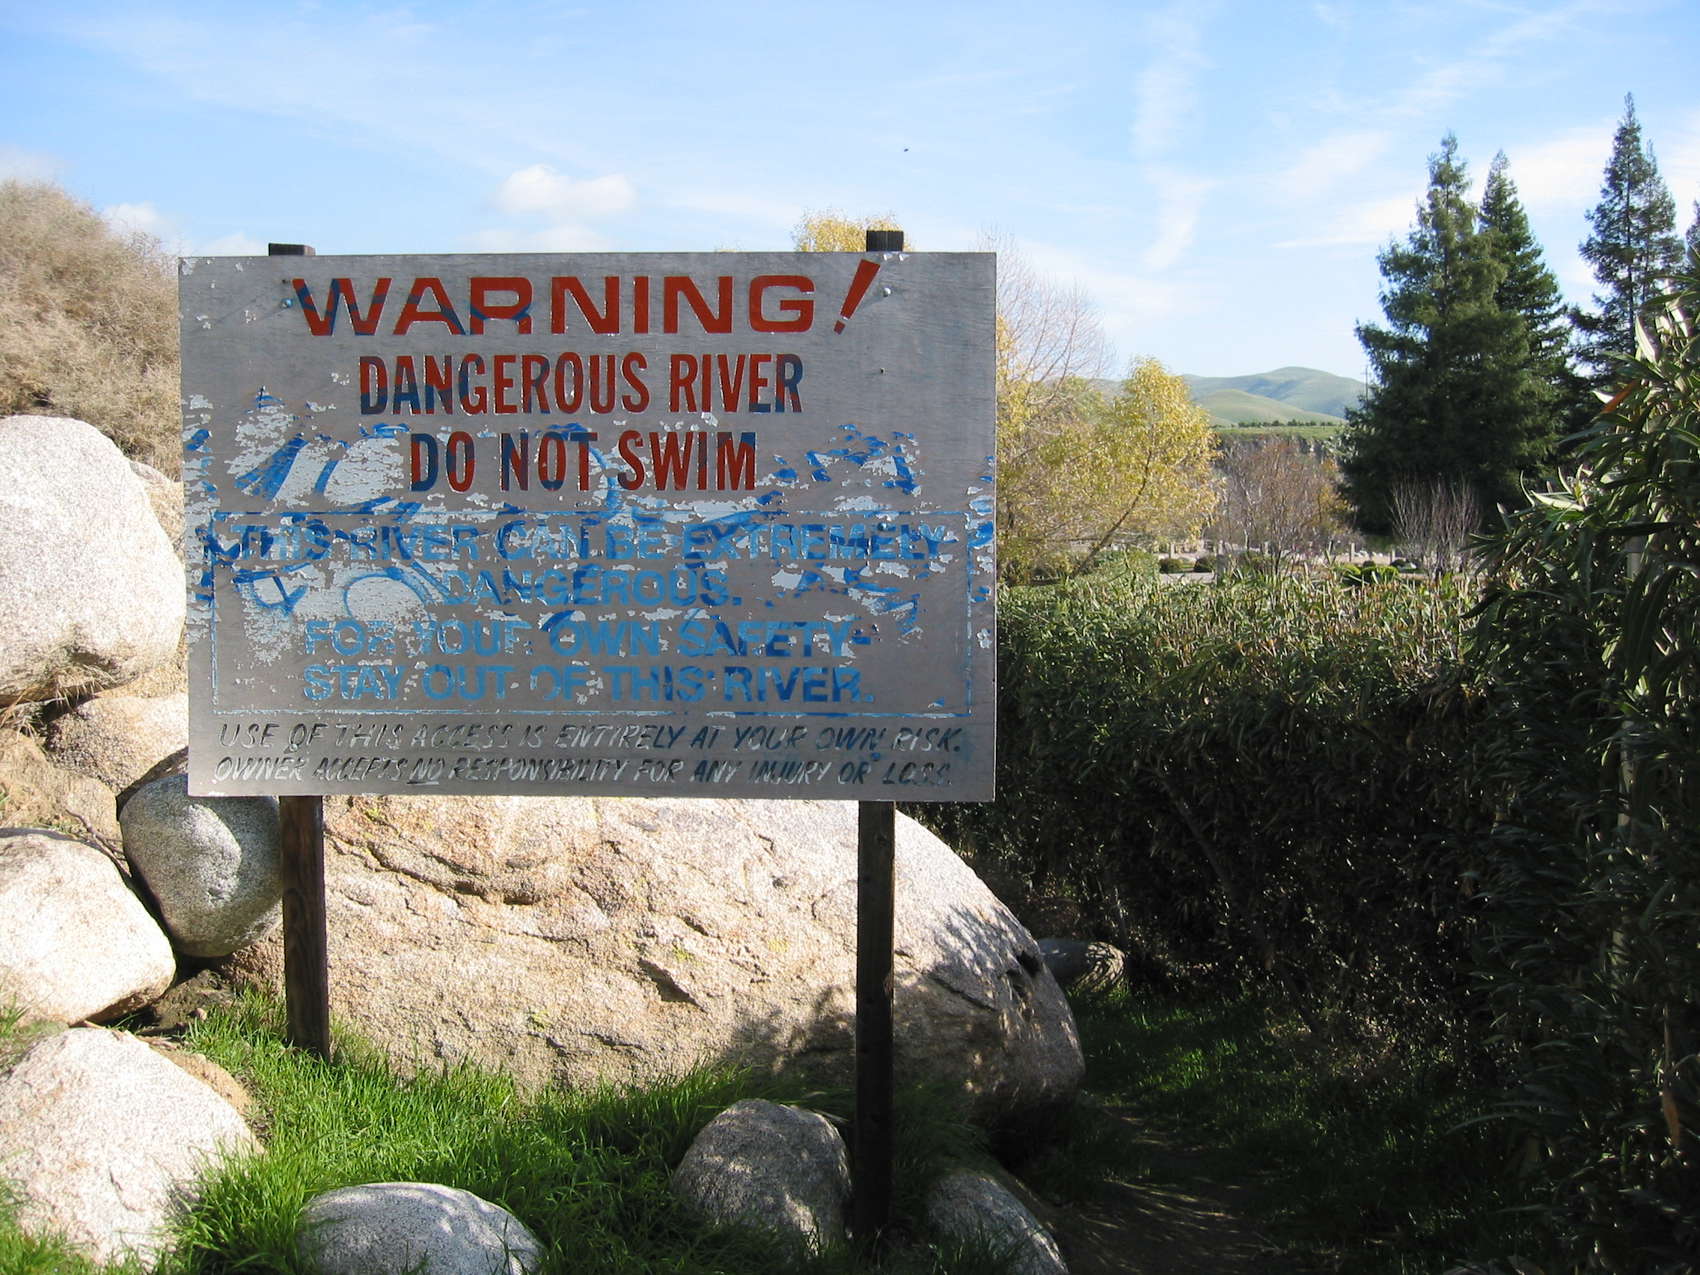 WARNING!
DANGEROUS RIVER
DO NOT SWIM
THIS RIVER CAN BE EXTREMELY
DANGEROUS.
FOR YOUR OWN SAFETY-
STAY OUT OF THIS RIVER.
USE OF THIS ACCESS IS ENTIRELY AT YOUR OWN RISK.
OWNER ACCEPTS NO RESPONSIBILITY FOR ANY INJURY OR LOSS.